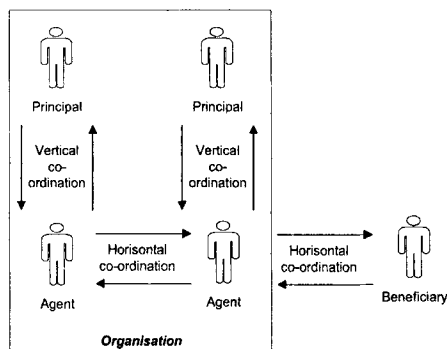 Principal
Principal
Vertical
co-
ordination
Vertical
co-
ordination
Horisontal
co-ordination
Horisontal
co-ordination
Agent
Agent
Beneficiary
Organisation